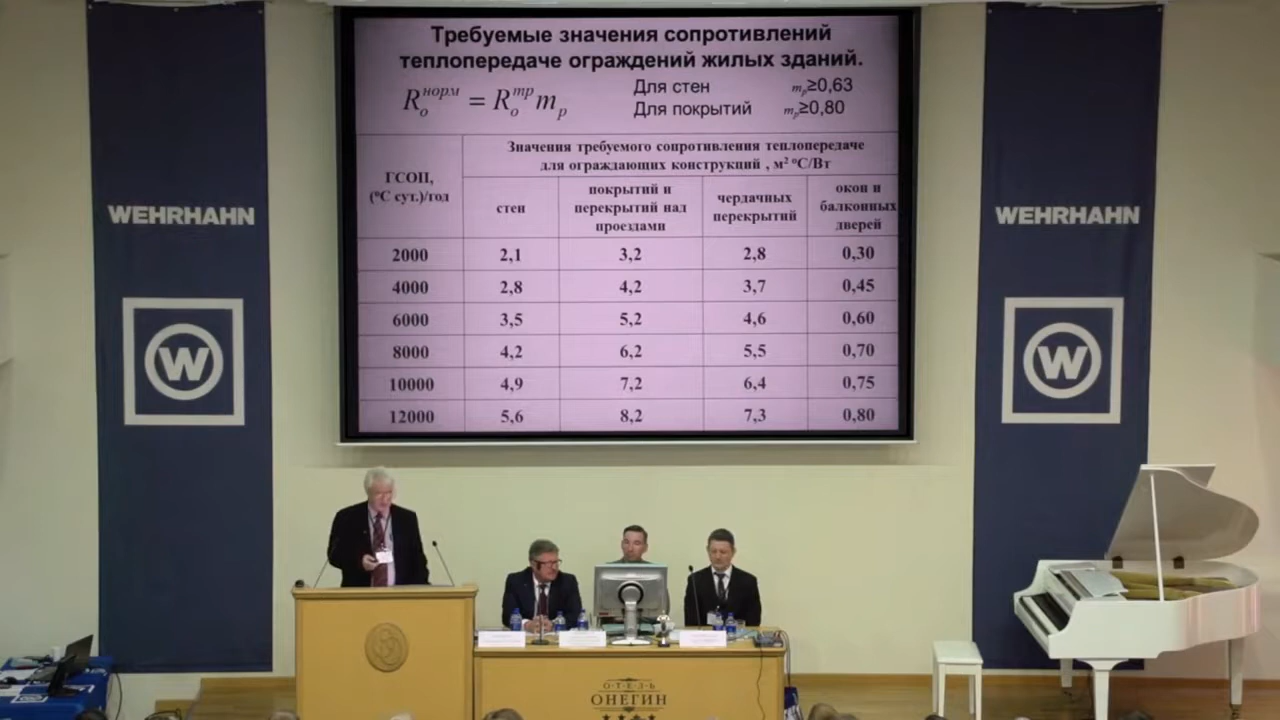 Требуемые значения сопротивлений
теплопередаче ограждений жилых зданий.
Rₒⁿᵒᵖᵐ = Rₒᵐᵖmₚ
Для стен mₚ≥0,63
Для покрытий mₚ≥0,80
ГСОП,
(ºС сут.)/год
Значения требуемого сопротивления теплопередаче
для ограждающих конструкций , м² ºС/Вт
стен
покрытий и
перекрытий над
проездами
чердачных
перекрытий
окон и
балконных
дверей
2000 2,1 3,2 2,8 0,30
4000 2,8 4,2 3,7 0,45
6000 3,5 5,2 4,6 0,60
8000 4,2 6,2 5,5 0,70
10000 4,9 7,2 6,4 0,75
12000 5,6 8,2 7,3 0,80
WEHRHAHN
W
WEHRHAHN
W
ОТЕЛЬ
ОНЕГИН